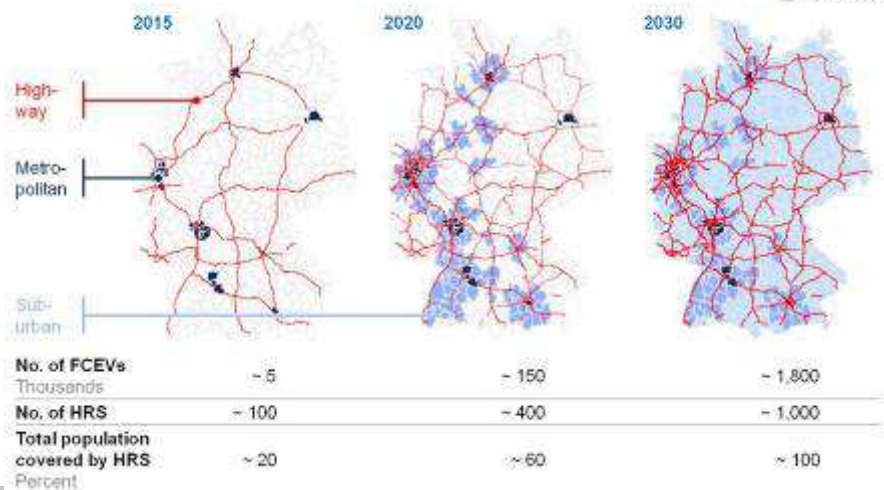 2015 2020 2030
High-
way
Metro-
politan
Sub-
urban
No. of FCEVs
Thousands
~ 5 ~ 150 ~ 1,800
No. of HRS ~ 100 ~ 400 ~ 1,000
Total population
covered by HRS
Percent
~ 20 ~ 60 ~ 100